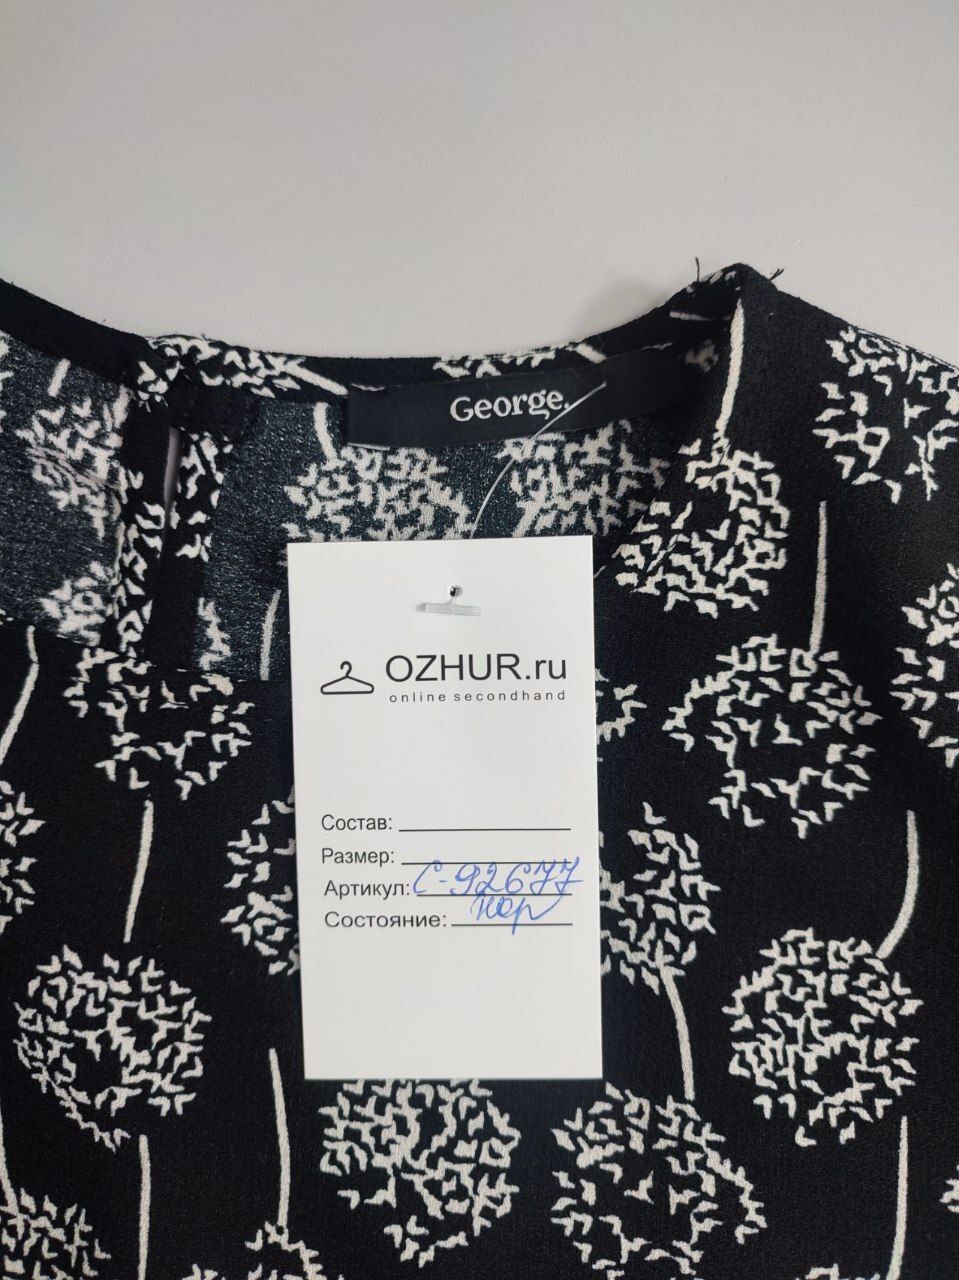 George.
OZHUR.ru
online secondhand
Состав:
Размер:
Артикул: С-92677
Состояние: хор